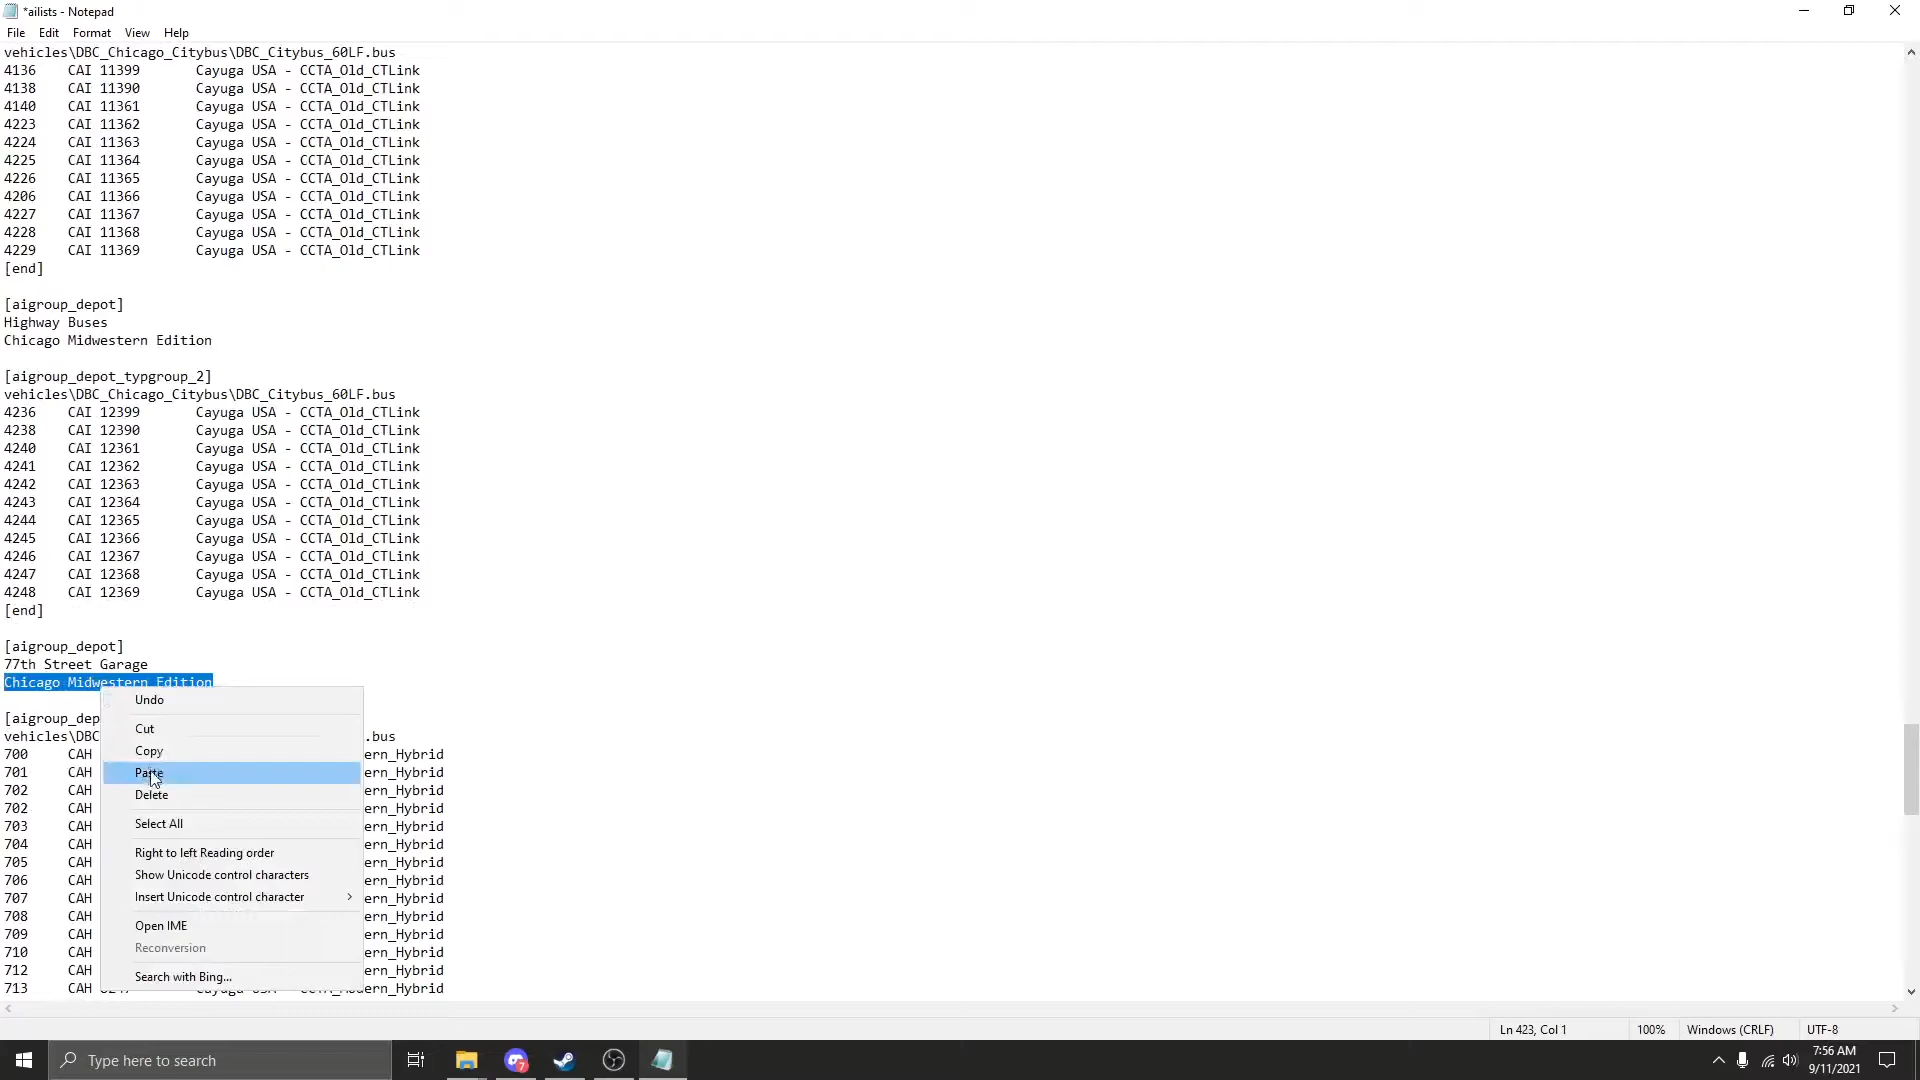 *ailists - Notepad
File Edit Format View Help
vehicles\DBC_Chicago_Citybus\DBC_Citybus_60LF.bus
4136 CAI 11399 Cayuga USA - CCTA_Old_CTLink
4138 CAI 11390 Cayuga USA - CCTA_Old_CTLink
4140 CAI 11361 Cayuga USA - CCTA_Old_CTLink
4223 CAI 11362 Cayuga USA - CCTA_Old_CTLink
4224 CAI 11363 Cayuga USA - CCTA_Old_CTLink
4225 CAI 11364 Cayuga USA - CCTA_Old_CTLink
4226 CAI 11365 Cayuga USA - CCTA_Old_CTLink
4206 CAI 11366 Cayuga USA - CCTA_Old_CTLink
4227 CAI 11367 Cayuga USA - CCTA_Old_CTLink
4228 CAI 11368 Cayuga USA - CCTA_Old_CTLink
4229 CAI 11369 Cayuga USA - CCTA_Old_CTLink
[end]
[aigroup_depot]
Highway Buses
Chicago Midwestern Edition
[aigroup_depot_typgroup_2]
vehicles\DBC_Chicago_Citybus\DBC_Citybus_60LF.bus
4236 CAI 12399 Cayuga USA - CCTA_Old_CTLink
4238 CAI 12390 Cayuga USA - CCTA_Old_CTLink
4240 CAI 12361 Cayuga USA - CCTA_Old_CTLink
4241 CAI 12362 Cayuga USA - CCTA_Old_CTLink
4242 CAI 12363 Cayuga USA - CCTA_Old_CTLink
4243 CAI 12364 Cayuga USA - CCTA_Old_CTLink
4244 CAI 12365 Cayuga USA - CCTA_Old_CTLink
4245 CAI 12366 Cayuga USA - CCTA_Old_CTLink
4246 CAI 12367 Cayuga USA - CCTA_Old_CTLink
4247 CAI 12368 Cayuga USA - CCTA_Old_CTLink
4248 CAI 12369 Cayuga USA - CCTA_Old_CTLink
[end]
[aigroup_depot]
77th Street Garage
Chicago Midwestern Edition
[aigroup_dep
vehicles\DBC .bus
700 CAH ern_Hybrid
701 CAH ern_Hybrid
702 CAH ern_Hybrid
702 CAH ern_Hybrid
703 CAH ern_Hybrid
704 CAH ern_Hybrid
705 CAH ern_Hybrid
706 CAH ern_Hybrid
707 CAH ern_Hybrid
708 CAH ern_Hybrid
709 CAH ern_Hybrid
710 CAH ern_Hybrid
712 CAH ern_Hybrid
713 CAH ern_Hybrid
Undo
Cut
Copy
Paste
Delete
Select All
Right to left Reading order
Show Unicode control characters
Insert Unicode control character
Open IME
Reconversion
Search with Bing...
Ln 423, Col 1 100% Windows (CRLF) UTF-8
Type here to search
7
7:56 AM
9/11/2021